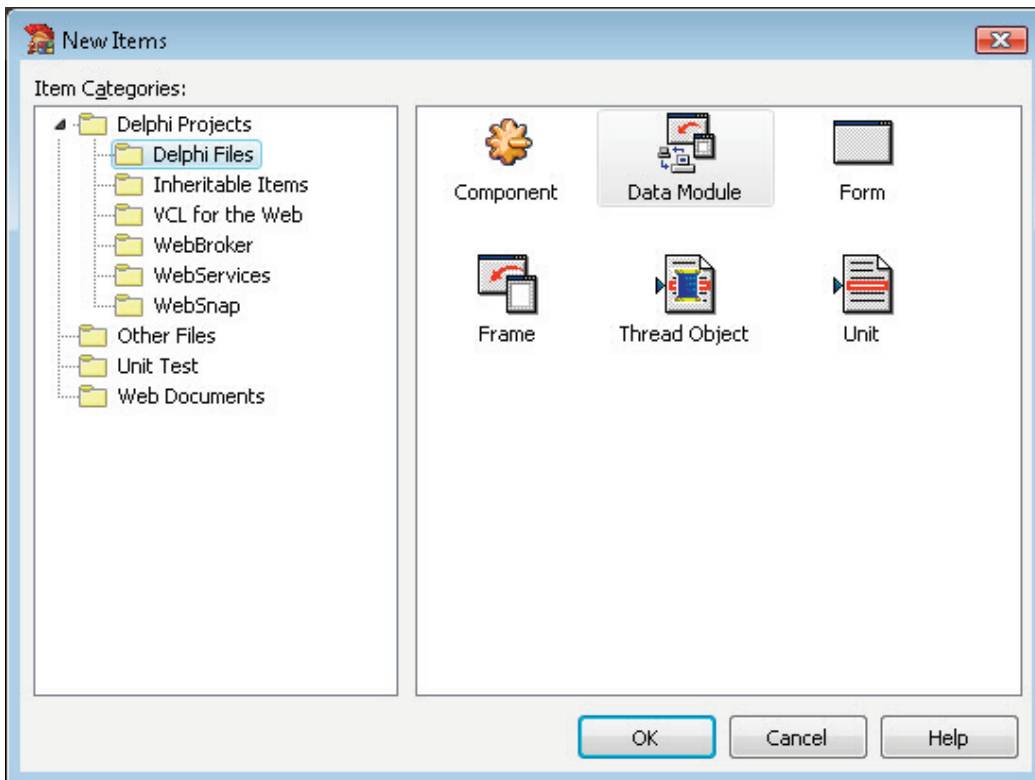 New Items
Item Categories:
Delphi Projects
Delphi Files
Inheritable Items
VCL for the Web
WebBroker
WebServices
WebSnap
Other Files
Unit Test
Web Documents
Component Data Module Form
Frame Thread Object Unit
OK Cancel Help